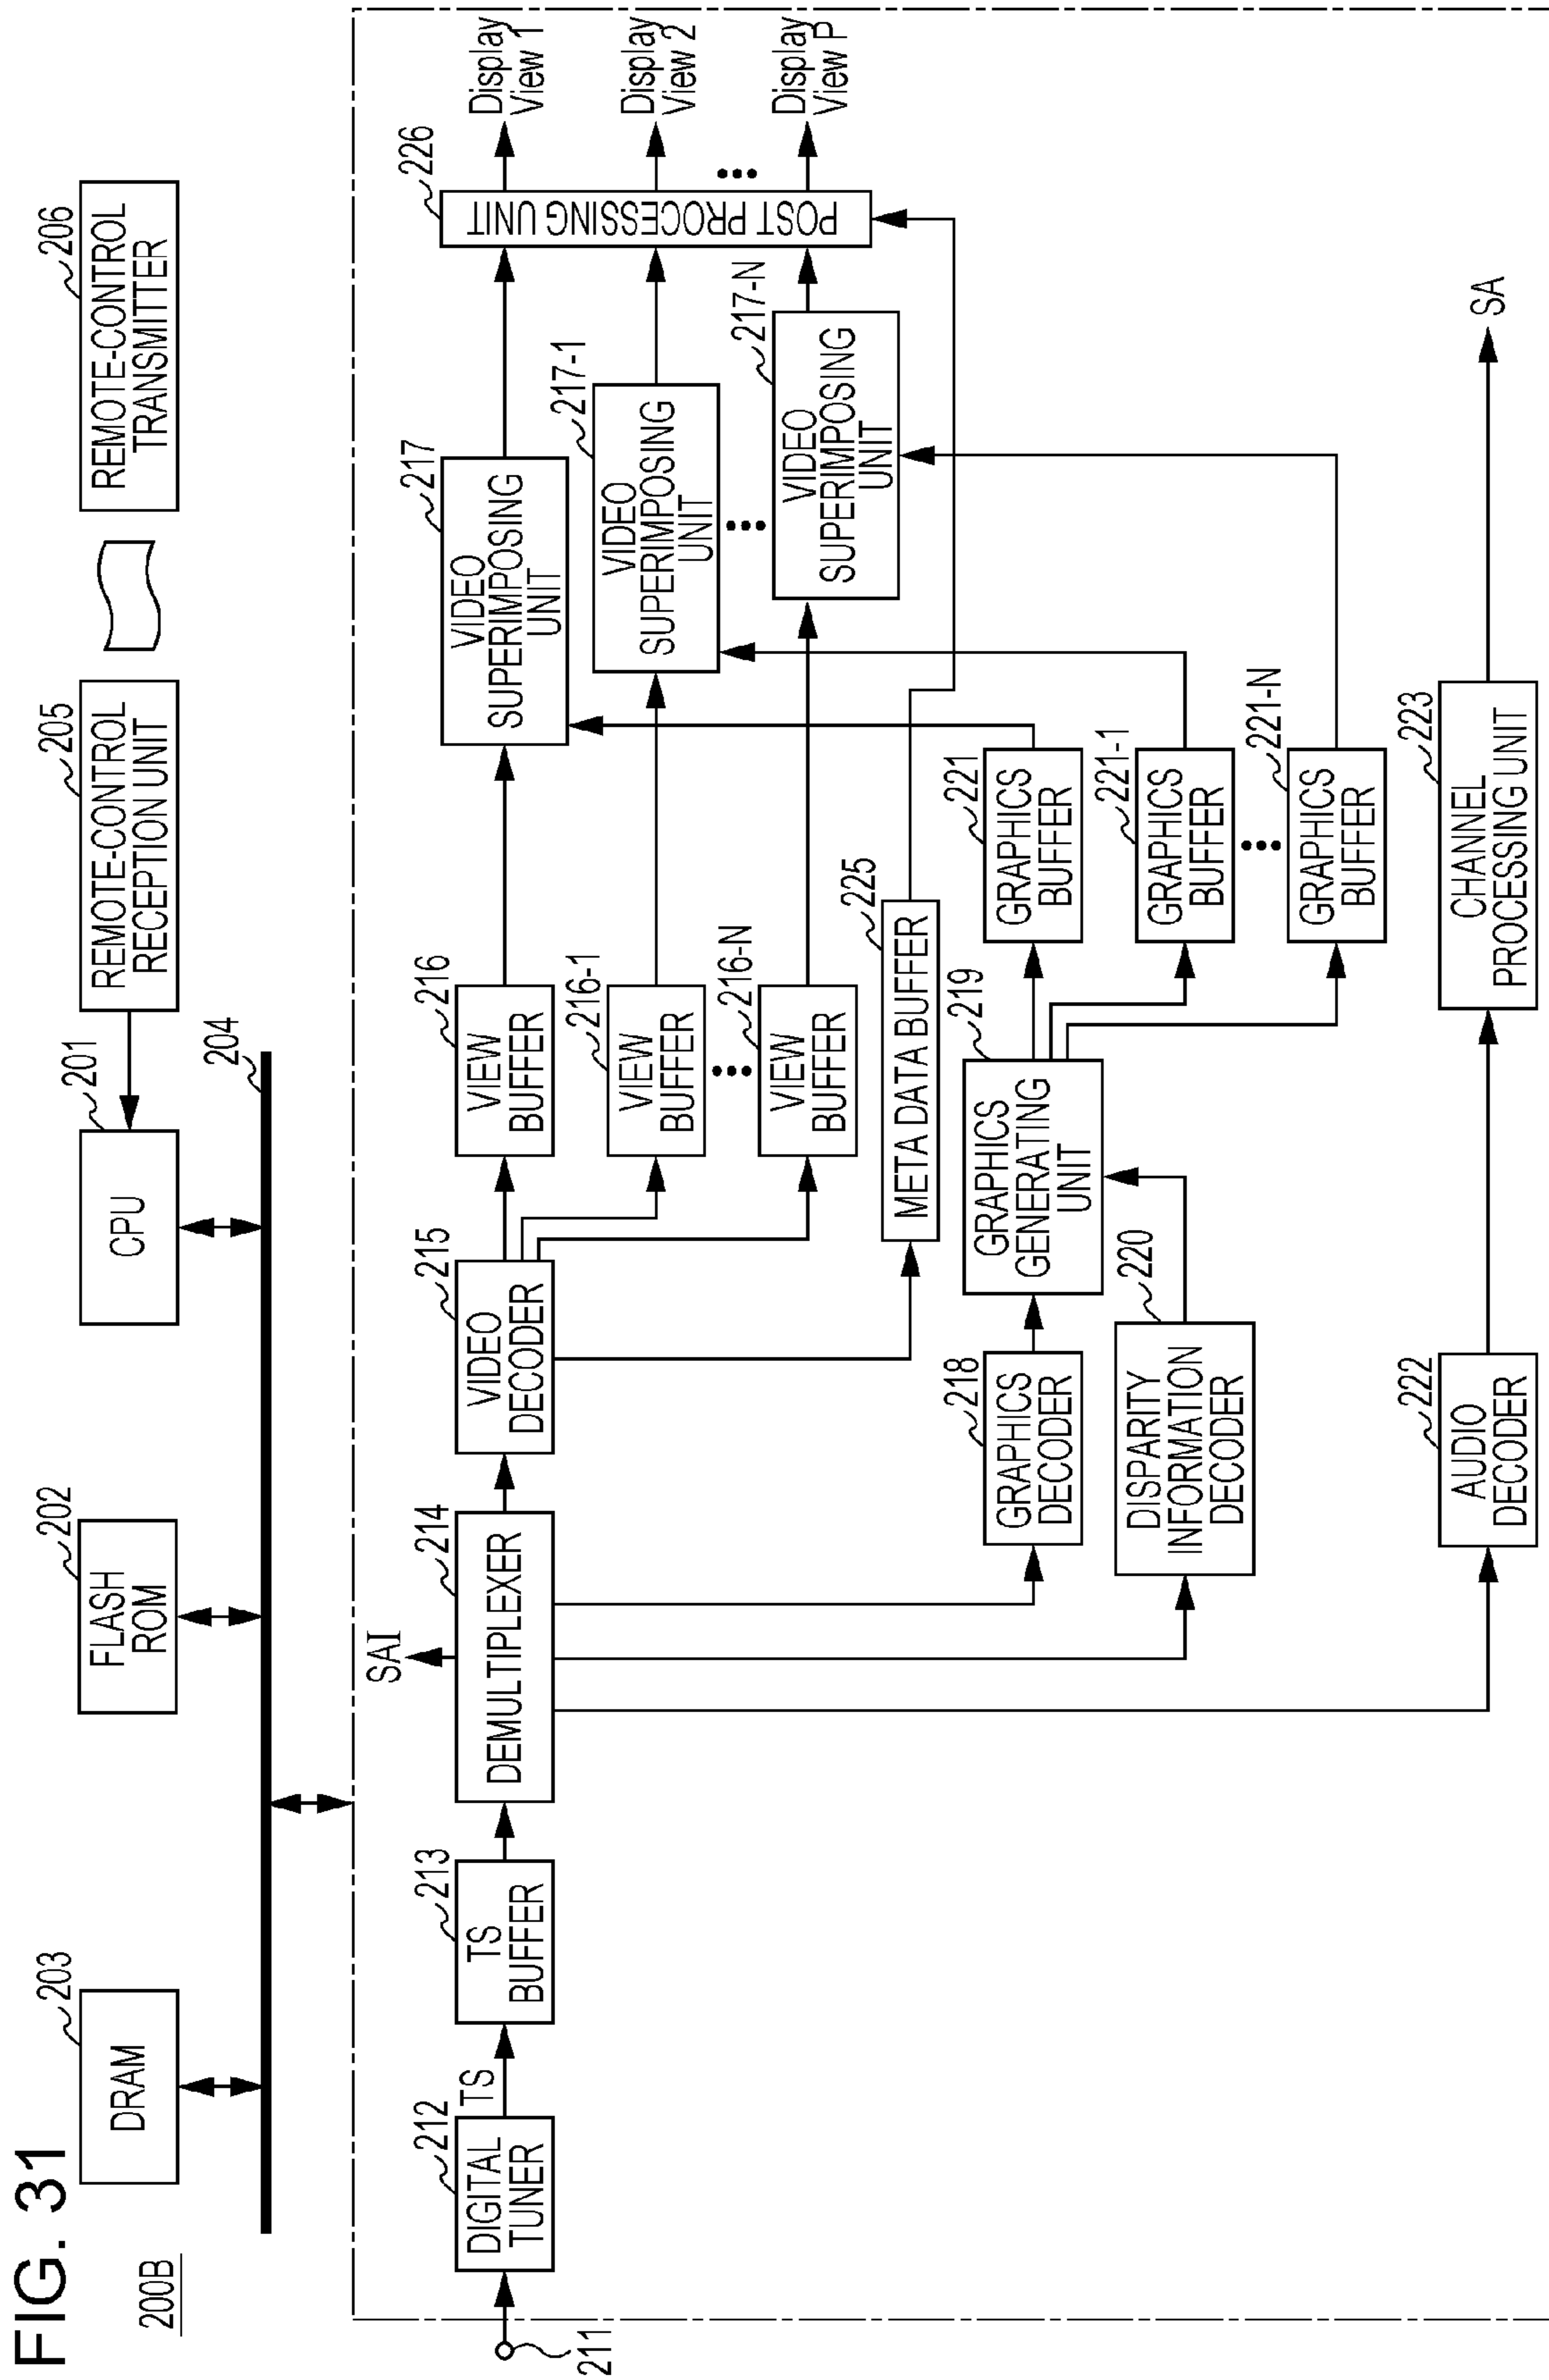 FIG. 31
200B
203
DRAM
202
FLASH
ROM
201
CPU
204
205
REMOTE-CONTROL
RECEPTION UNIT
206
REMOTE-CONTROL
TRANSMITTER
211
212
DIGITAL
TUNER
TS
213
TS
BUFFER
SAI
214
DEMULTIPLEXER
215
VIDEO
DECODER
216
VIEW
BUFFER
216-1
VIEW
BUFFER
216-N
VIEW
BUFFER
225
META DATA BUFFER
217
VIDEO
SUPERIMPOSING
UNIT
217-1
VIDEO
SUPERIMPOSING
UNIT
217-N
VIDEO
SUPERIMPOSING
UNIT
226
POST PROCESSING UNIT
Display
View 1
Display
View 2
Display
View P
218
GRAPHICS
DECODER
219
GRAPHICS
GENERATING
UNIT
220
DISPARITY
INFORMATION
DECODER
221
GRAPHICS
BUFFER
221-1
GRAPHICS
BUFFER
221-N
GRAPHICS
BUFFER
222
AUDIO
DECODER
223
CHANNEL
PROCESSING UNIT
SA